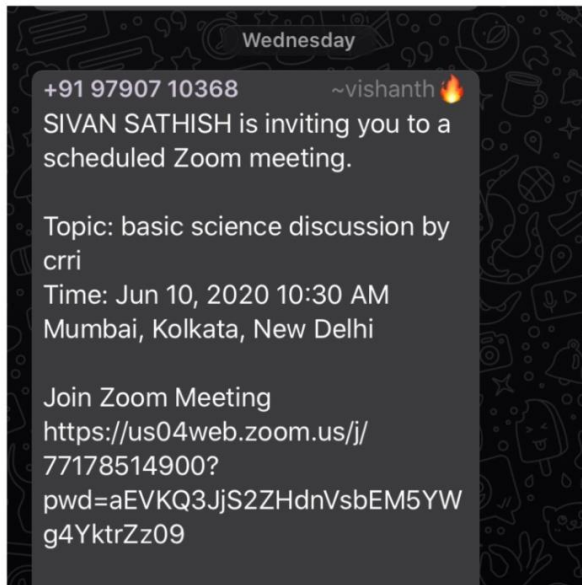 Wednesday
+91 97907 10368 ~vishanth🔥
SIVAN SATHISH is inviting you to a
scheduled Zoom meeting.
Topic: basic science discussion by
crri
Time: Jun 10, 2020 10:30 AM
Mumbai, Kolkata, New Delhi
Join Zoom Meeting
https://us04web.zoom.us/j/
77178514900?
pwd=aEVKQ3JjS2ZHdnVsbEM5YW
g4YktrZz09